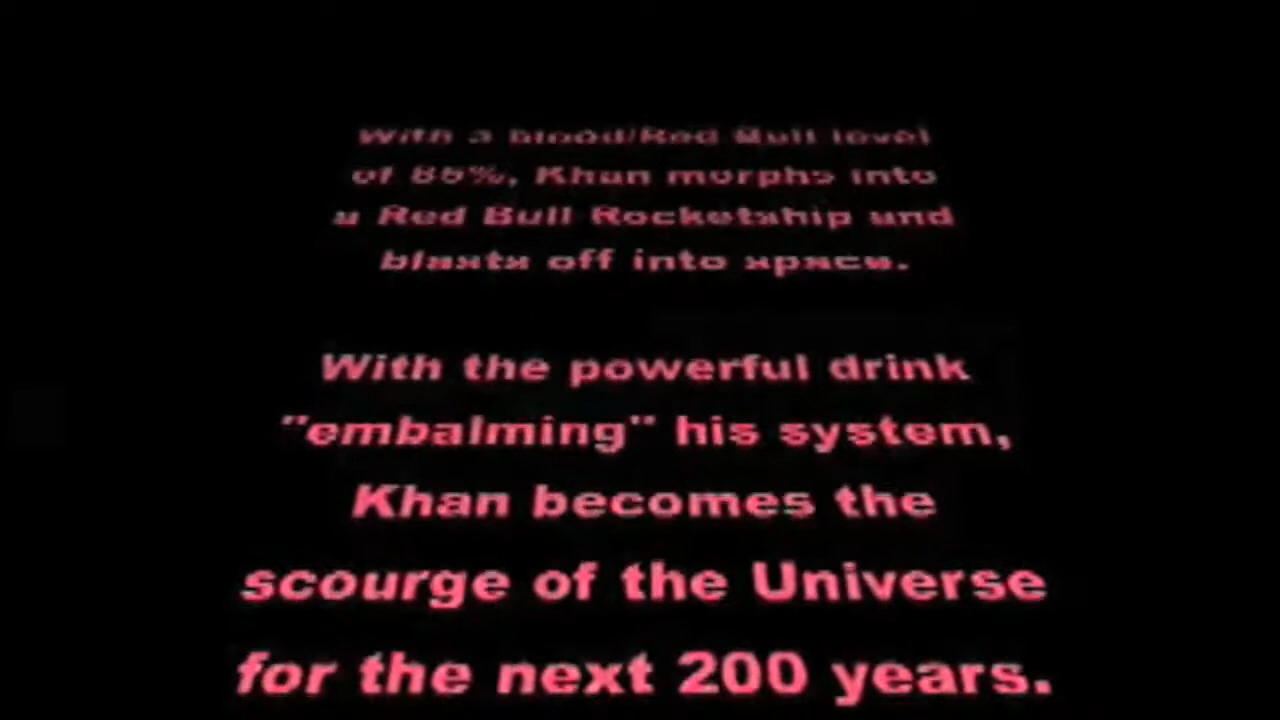 With a blood/Red Bull level
of 85%, Khan morphs into
a Red Bull Rocketship and
blasts off into space.
With the powerful drink
"embalming" his system,
Khan becomes the
scourge of the Universe
for the next 200 years.